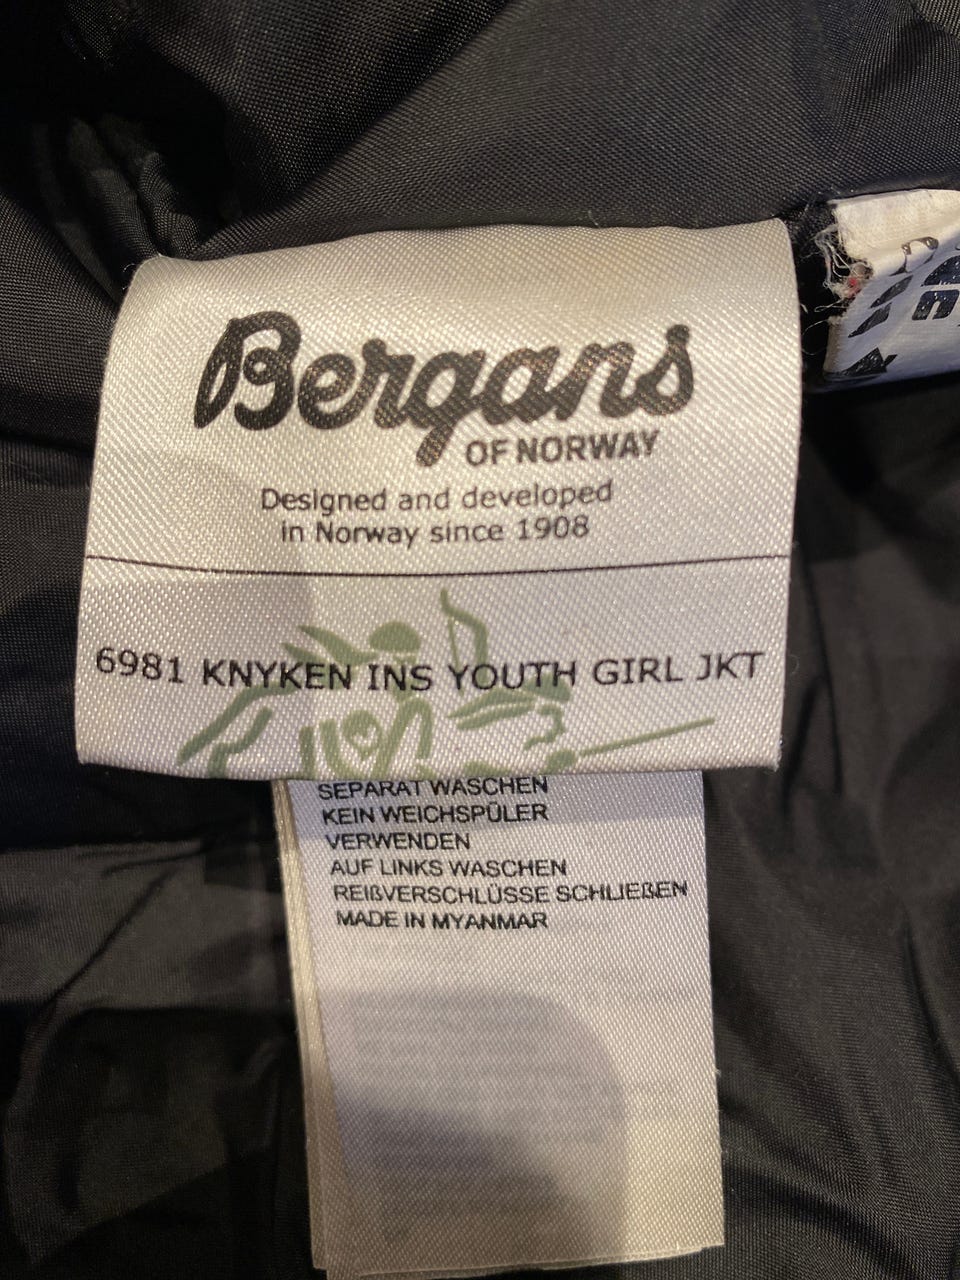 Bergans
OF NORWAY
Designed and developed
in Norway since 1908
6981 KNYKEN INS YOUTH GIRL JKT
SEPARAT WASCHEN
KEIN WEICHSPÜLER
VERWENDEN
AUF LINKS WASCHEN
REIßVERSCHLÜSSE SCHLIEßEN
MADE IN MYANMAR